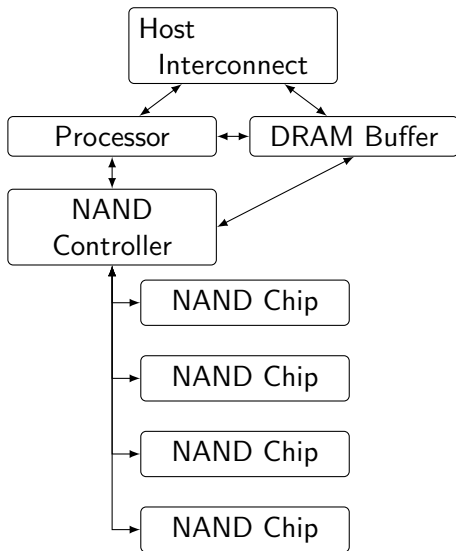 Host
Interconnect
Processor
DRAM Buffer
NAND
Controller
NAND Chip
NAND Chip
NAND Chip
NAND Chip